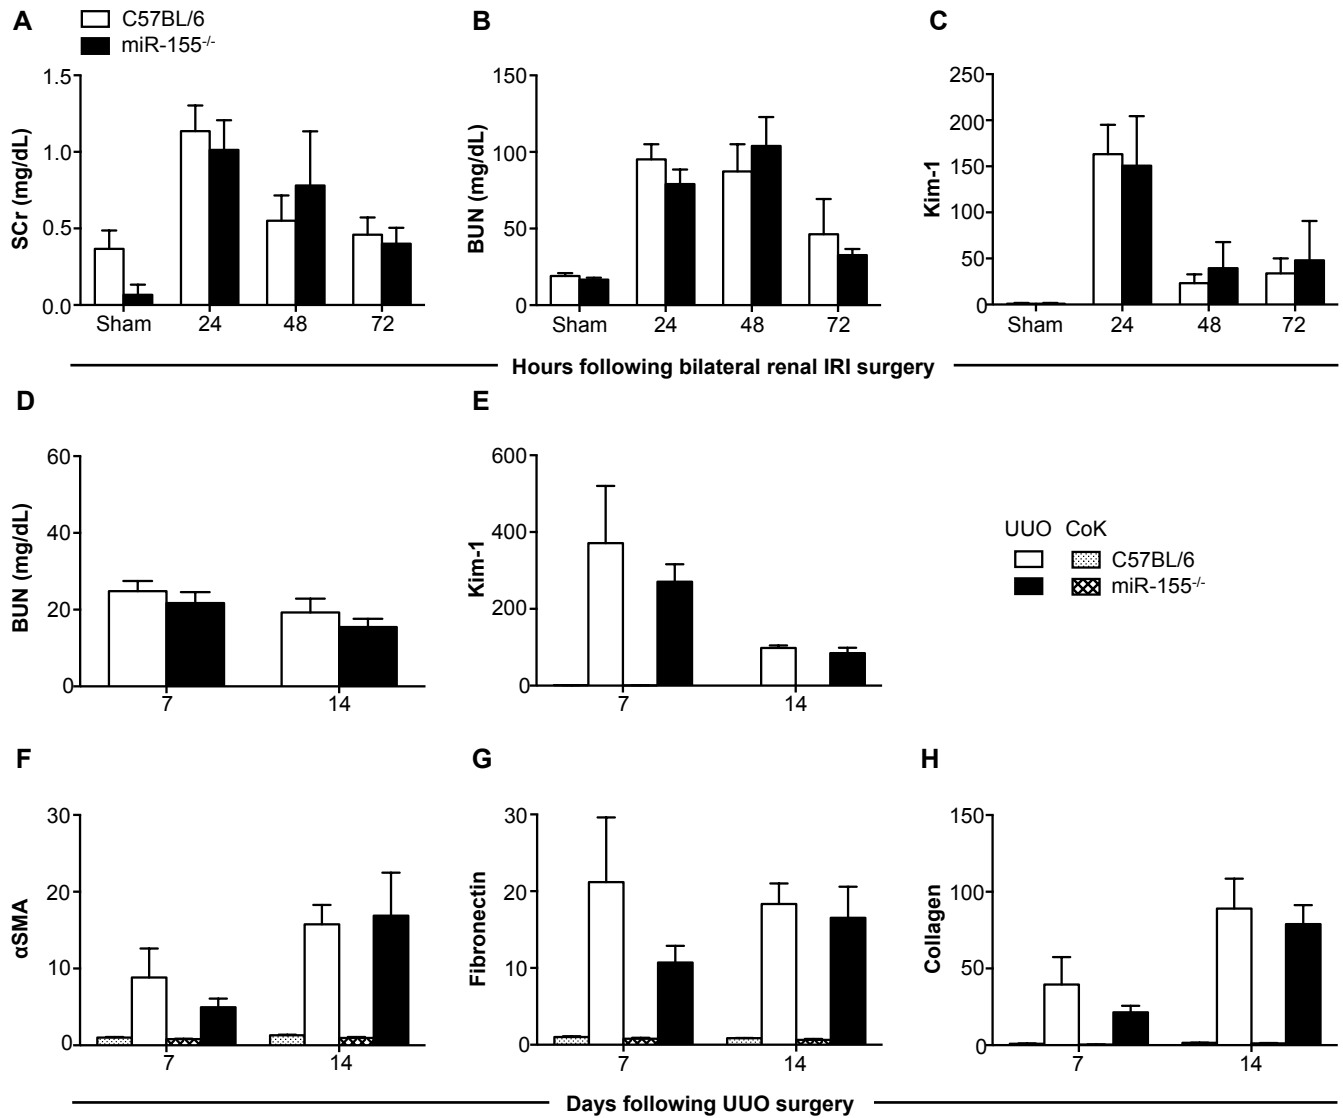 A
C57BL/6
miR-155-/-
SCr (mg/dL)
1.5
1.0
0.5
0.0
Sham 24 48 72
B
BUN (mg/dL)
150
100
50
0
Sham 24 48 72
C
Kim-1
250
200
150
100
50
0
Sham 24 48 72
Hours following bilateral renal IRI surgery
D
BUN (mg/dL)
60
40
20
0
7 14
E
Kim-1
600
400
200
0
7 14
UUO CoK
C57BL/6
miR-155-/-
F
αSMA
30
20
10
0
7 14
G
Fibronectin
30
20
10
0
7 14
H
Collagen
150
100
50
0
7 14
Days following UUO surgery